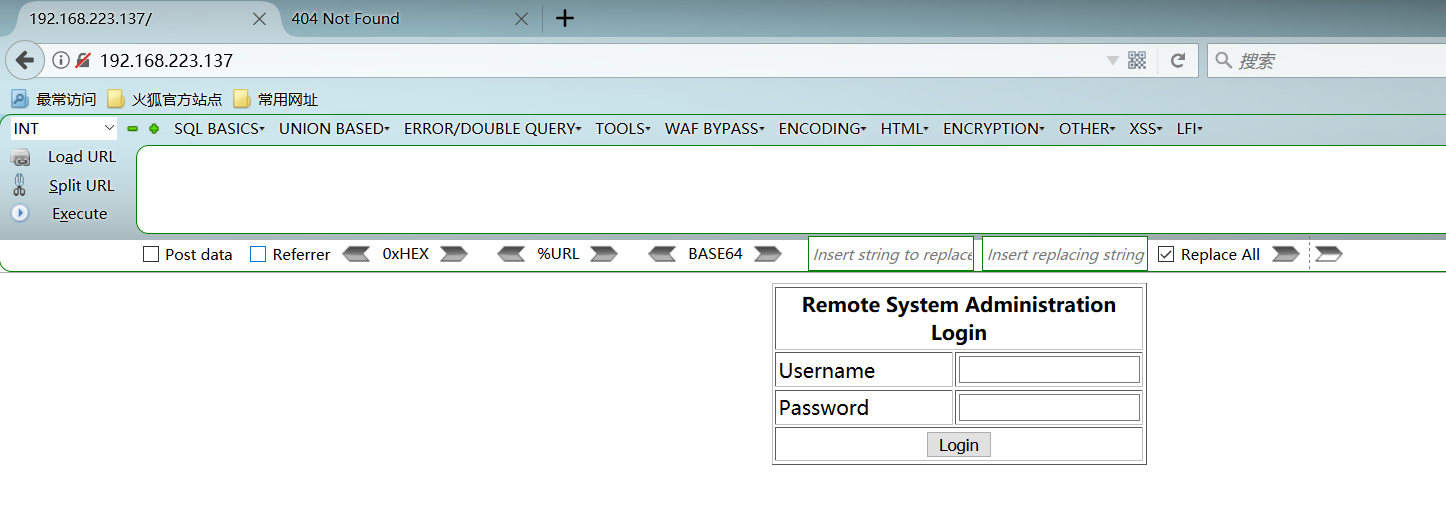 192.168.223.137/
404 Not Found
192.168.223.137
搜索
最常访问 火狐官方站点 常用网址
INT SQL BASICS UNION BASED ERROR/DOUBLE QUERY TOOLS WAF BYPASS ENCODING HTML ENCRYPTION OTHER XSS LFI
Load URL
Split URL
Execute
Post data Referrer 0xHEX %URL BASE64 Insert string to replace Insert replacing string Replace All
Remote System Administration
Login
Username
Password
Login